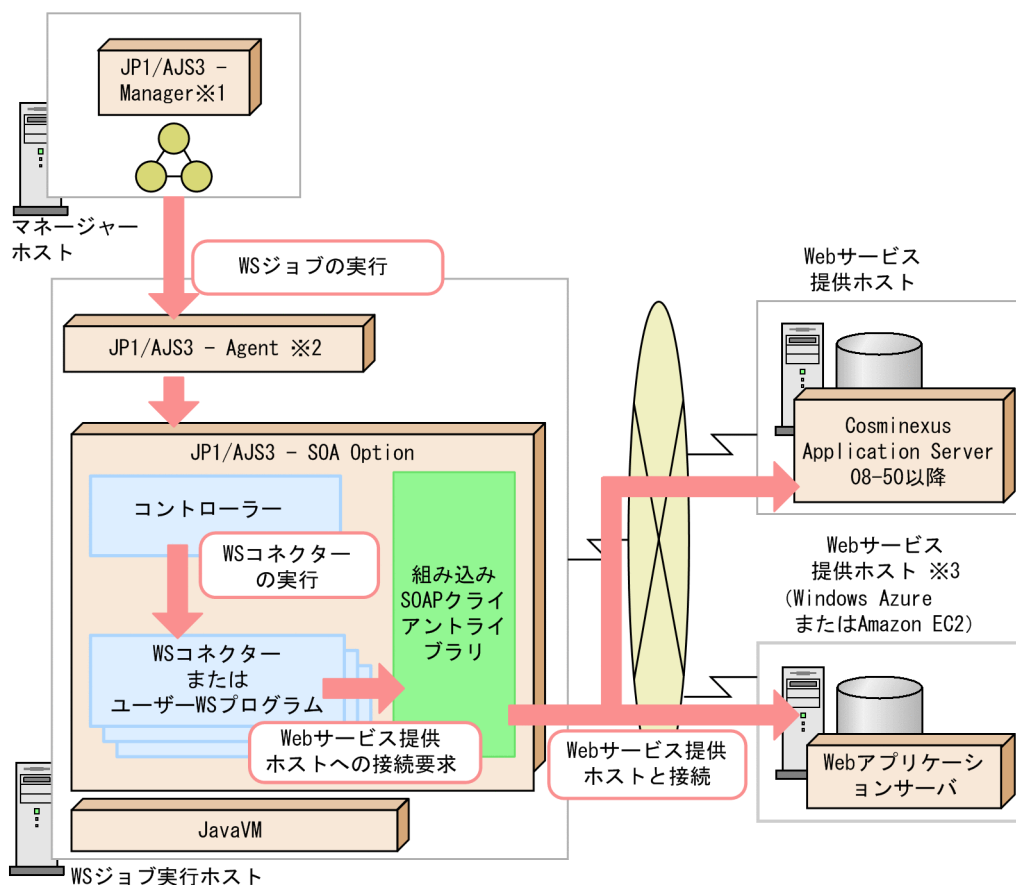 JP1/AJS3 −
Manager※1
マネージャー
ホスト
WSジョブの実行
JP1/AJS3 − Agent ※2
JP1/AJS3 − SOA Option
コントローラー
WSコネクター
の実行
組み込み
SOAPクライ
アントライ
ブラリ
WSコネクター
または
ユーザーWSプログラム
Webサービス提供
ホストへの接続要求
JavaVM
WSジョブ実行ホスト
Webサービス提供
ホストと接続
Webサービス
提供ホスト
Cosminexus
Application Server
08−50以降
Webサービス
提供ホスト ※3
(Windows Azure
またはAmazon EC2)
Webアプリケーシ
ョンサーバ